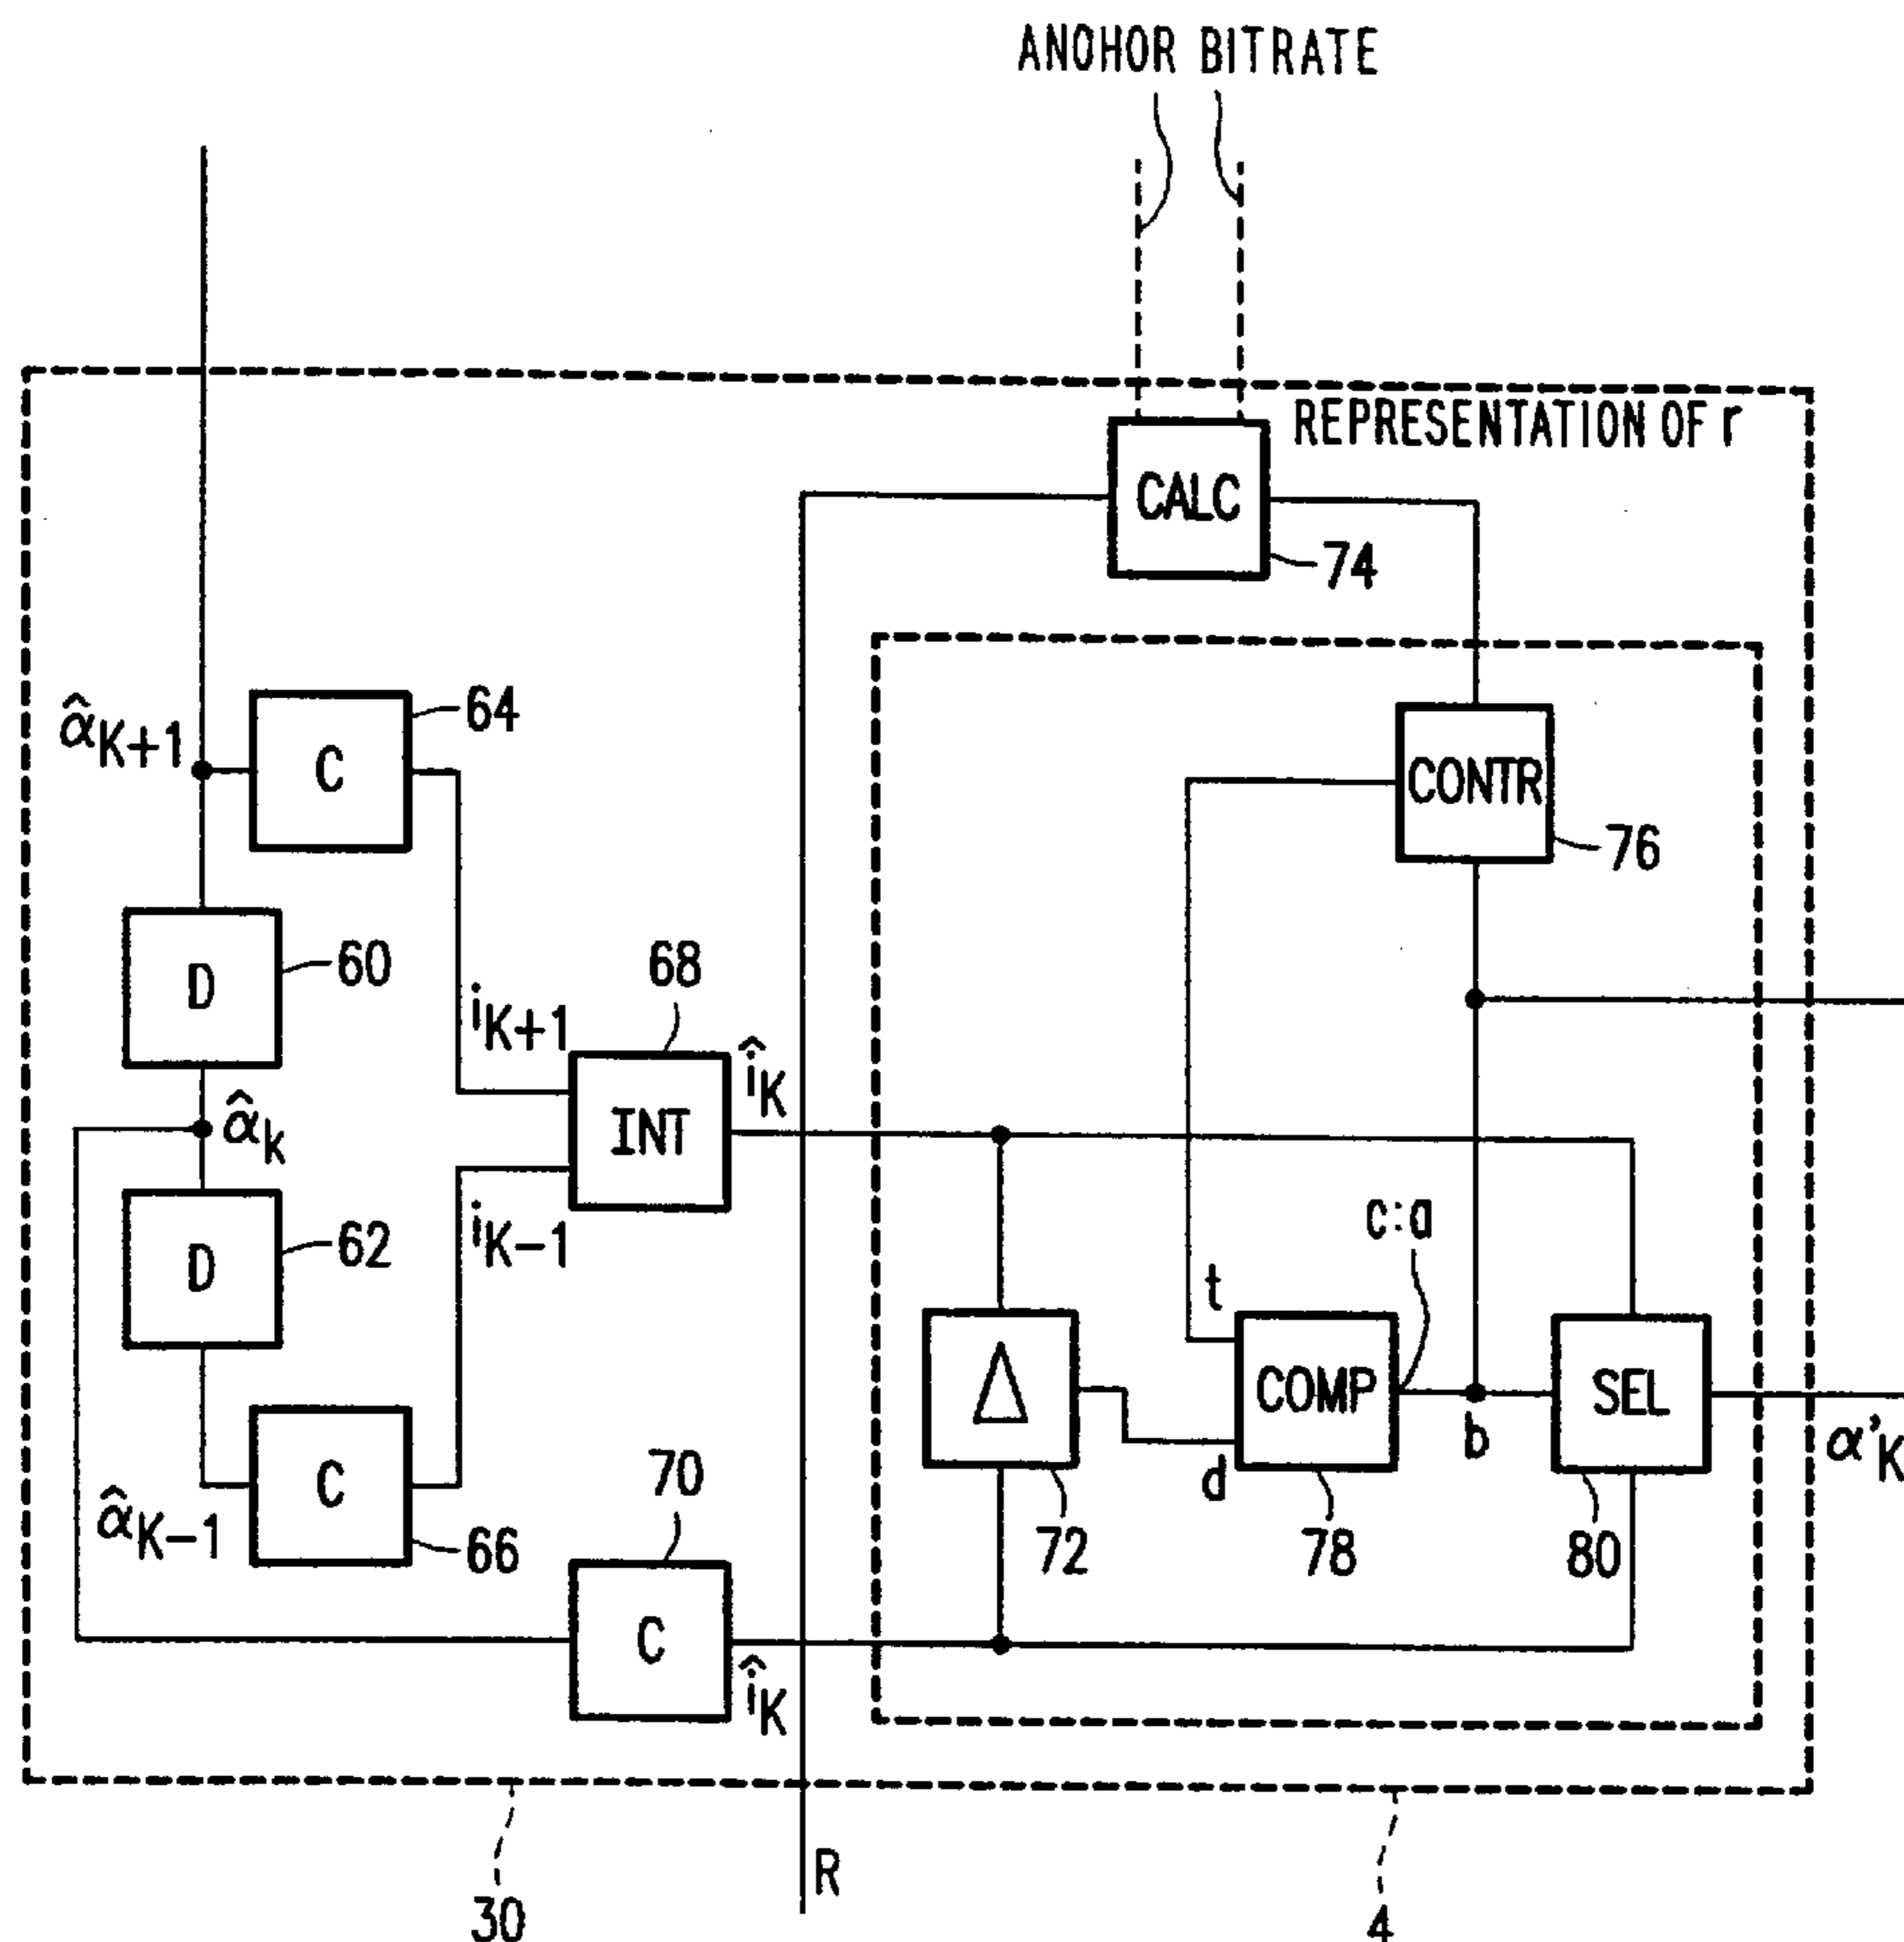 ANOHOR BITRATE
REPRESENTATION OF r
CALC
74
α̂K+1
C
64
CONTR
76
D
60
iK+1
68
îK
α̂k
INT
D
62
iK-1
c:a
t
Δ
COMP
b
SEL
α'K
d
α̂K-1
C
66
70
72
78
80
C
îK
R
30
4